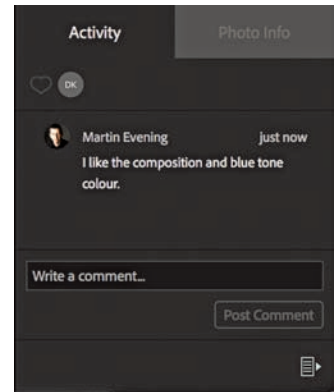 Activity
Photo Info
DK
Martin Evening just now
I like the composition and blue tone
colour.
Write a comment...
Post Comment